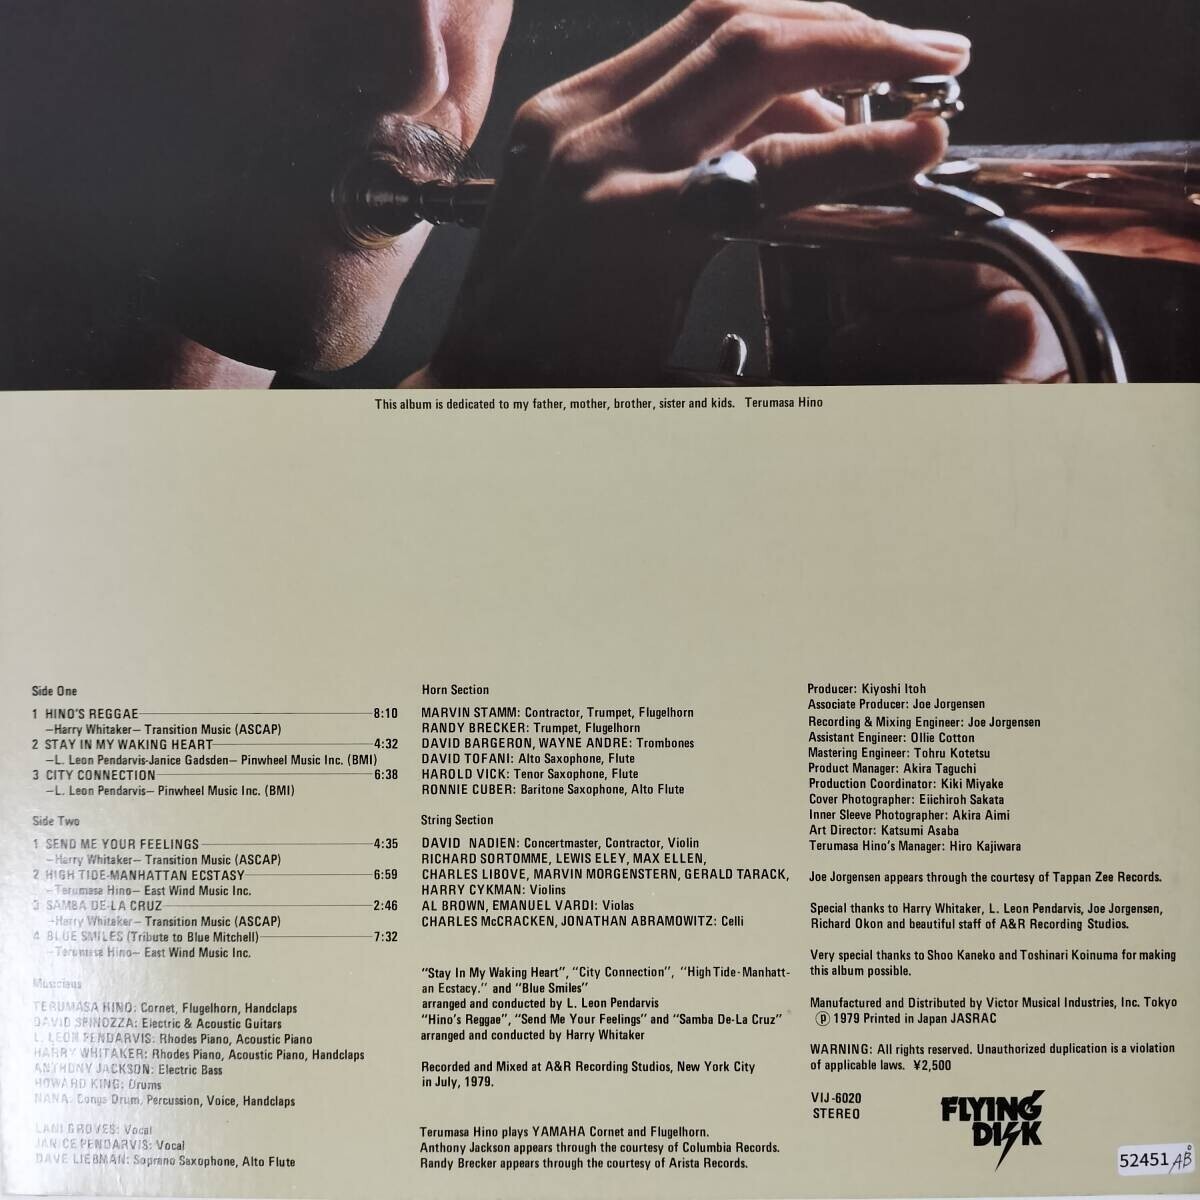 This album is dedicated to my father, mother, brother, sister and kids. Terumasa Hino
Side One
1 HINO'S REGGAE 8:10
–Harry Whitaker– Transition Music (ASCAP)
2 STAY IN MY WAKING HEART 4:32
–L. Leon Pendarvis-Janice Gadsden– Pinwheel Music Inc. (BMI)
3 CITY CONNECTION 6:38
–L. Leon Pendarvis– Pinwheel Music Inc. (BMI)
Side Two
1 SEND ME YOUR FEELINGS 4:35
–Harry Whitaker– Transition Music (ASCAP)
2 HIGH TIDE-MANHATTAN ECSTASY 6:59
–Terumasa Hino– East Wind Music Inc.
3 SAMBA DE-LA CRUZ 2:46
–Harry Whitaker– Transition Music (ASCAP)
4 BLUE SMILES (Tribute to Blue Mitchell) 7:32
–Terumasa Hino– East Wind Music Inc.
Musicians
TERUMASA HINO: Cornet, Flugelhorn, Handclaps
DAVID SPINOZZA: Electric & Acoustic Guitars
L. LEON PENDARVIS: Rhodes Piano, Acoustic Piano
HARRY WHITAKER: Rhodes Piano, Acoustic Piano, Handclaps
ANTHONY JACKSON: Electric Bass
HOWARD KING: Drums
NANA: Conga Drum, Percussion, Voice, Handclaps
LANI GROVES: Vocal
JANICE PENDARVIS: Vocal
DAVE LIEBMAN: Soprano Saxophone, Alto Flute
Horn Section
MARVIN STAMM: Contractor, Trumpet, Flugelhorn
RANDY BRECKER: Trumpet, Flugelhorn
DAVID BARGERON, WAYNE ANDRE: Trombones
DAVID TOFANI: Alto Saxophone, Flute
HAROLD VICK: Tenor Saxophone, Flute
RONNIE CUBER: Baritone Saxophone, Alto Flute
String Section
DAVID NADIEN: Concertmaster, Contractor, Violin
RICHARD SORTOMME, LEWIS ELEY, MAX ELLEN,
CHARLES LIBOVE, MARVIN MORGENSTERN, GERALD TARACK,
HARRY CYKMAN: Violins
AL BROWN, EMANUEL VARDI: Violas
CHARLES McCRACKEN, JONATHAN ABRAMOWITZ: Celli
"Stay In My Waking Heart", "City Connection", "High Tide-Manhatt-
an Ecstacy." and "Blue Smiles"
arranged and conducted by L. Leon Pendarvis
"Hino's Reggae", "Send Me Your Feelings" and "Samba De-La Cruz"
arranged and conducted by Harry Whitaker
Recorded and Mixed at A&R Recording Studios, New York City
in July, 1979.
Terumasa Hino plays YAMAHA Cornet and Flugelhorn.
Anthony Jackson appears through the courtesy of Columbia Records.
Randy Brecker appears through the courtesy of Arista Records.
Producer: Kiyoshi Itoh
Associate Producer: Joe Jorgensen
Recording & Mixing Engineer: Joe Jorgensen
Assistant Engineer: Ollie Cotton
Mastering Engineer: Tohru Kotetsu
Product Manager: Akira Taguchi
Production Coordinator: Kiki Miyake
Cover Photographer: Eiichiroh Sakata
Inner Sleeve Photographer: Akira Aimi
Art Director: Katsumi Asaba
Terumasa Hino's Manager: Hiro Kajiwara
Joe Jorgensen appears through the courtesy of Tappan Zee Records.
Special thanks to Harry Whitaker, L. Leon Pendarvis, Joe Jorgensen,
Richard Okon and beautiful staff of A&R Recording Studios.
Very special thanks to Shoo Kaneko and Toshinari Koinuma for making
this album possible.
Manufactured and Distributed by Victor Musical Industries, Inc. Tokyo
℗ 1979 Printed in Japan JASRAC
WARNING: All rights reserved. Unauthorized duplication is a violation
of applicable laws. ¥2,500
VIJ-6020
STEREO
FLYING
DISK
52451 AB